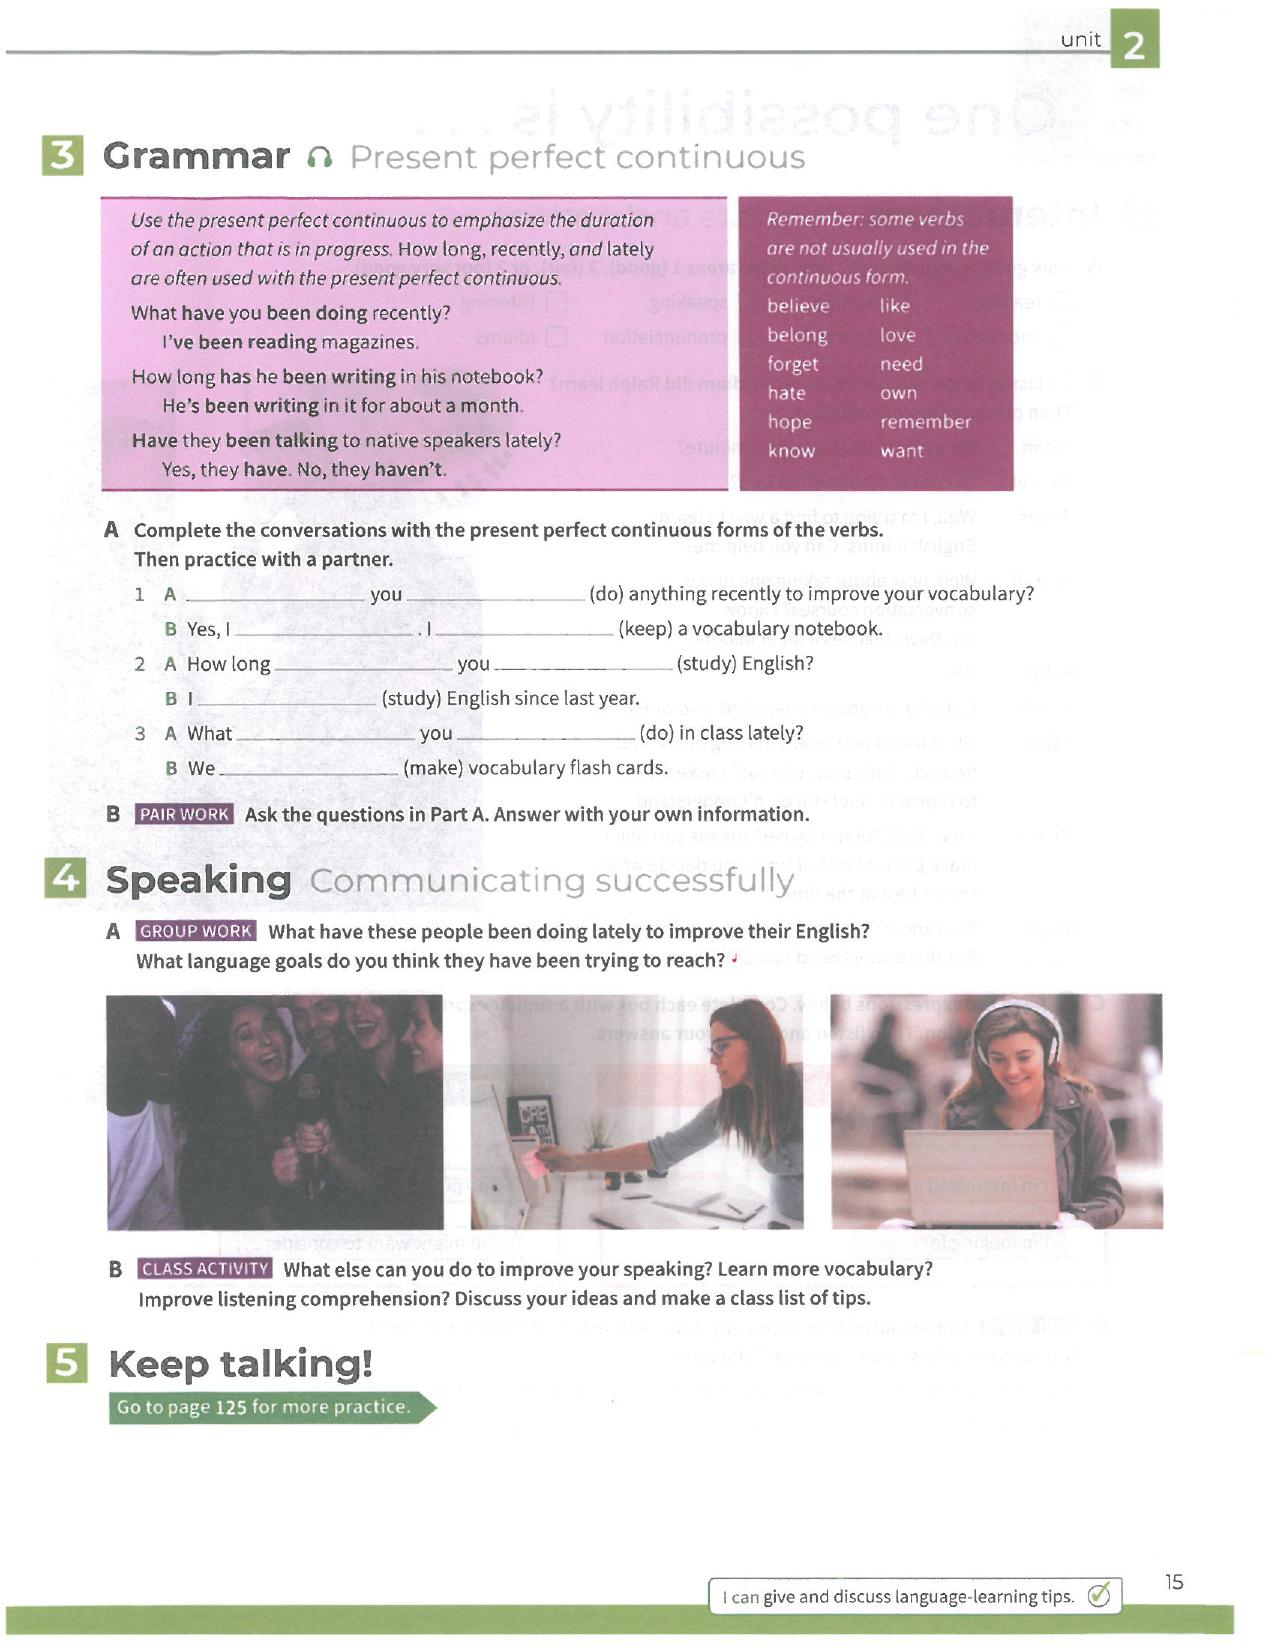 unit 2
3 Grammar Present perfect continuous
Use the present perfect continuous to emphasize the duration
of an action that is in progress. How long, recently, and lately
are often used with the present perfect continuous.
What have you been doing recently?
I've been reading magazines.
How long has he been writing in his notebook?
He's been writing in it for about a month.
Have they been talking to native speakers lately?
Yes, they have. No, they haven't.
Remember: some verbs
are not usually used in the
continuous form.
believe like
belong love
forget need
hate own
hope remember
know want
A Complete the conversations with the present perfect continuous forms of the verbs.
Then practice with a partner.
1 A ____________ you ____________ (do) anything recently to improve your vocabulary?
B Yes, I ____________. I ____________ (keep) a vocabulary notebook.
2 A How long ____________ you ____________ (study) English?
B I ____________ (study) English since last year.
3 A What ____________ you ____________ (do) in class lately?
B We ____________ (make) vocabulary flash cards.
B PAIR WORK Ask the questions in Part A. Answer with your own information.
4 Speaking Communicating successfully
A GROUP WORK What have these people been doing lately to improve their English?
What language goals do you think they have been trying to reach?
B CLASS ACTIVITY What else can you do to improve your speaking? Learn more vocabulary?
Improve listening comprehension? Discuss your ideas and make a class list of tips.
5 Keep talking!
Go to page 125 for more practice.
I can give and discuss language-learning tips.
15